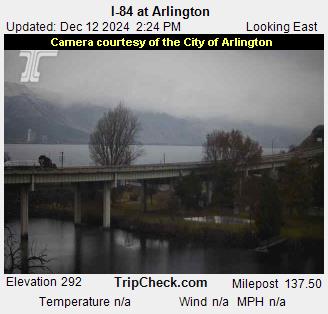 I-84 at Arlington
Updated: Dec 12 2024 2:24 PM Looking East
Camera courtesy of the City of Arlington
Elevation 292 TripCheck.com Milepost 137.50
Temperature n/a Wind n/a MPH n/a